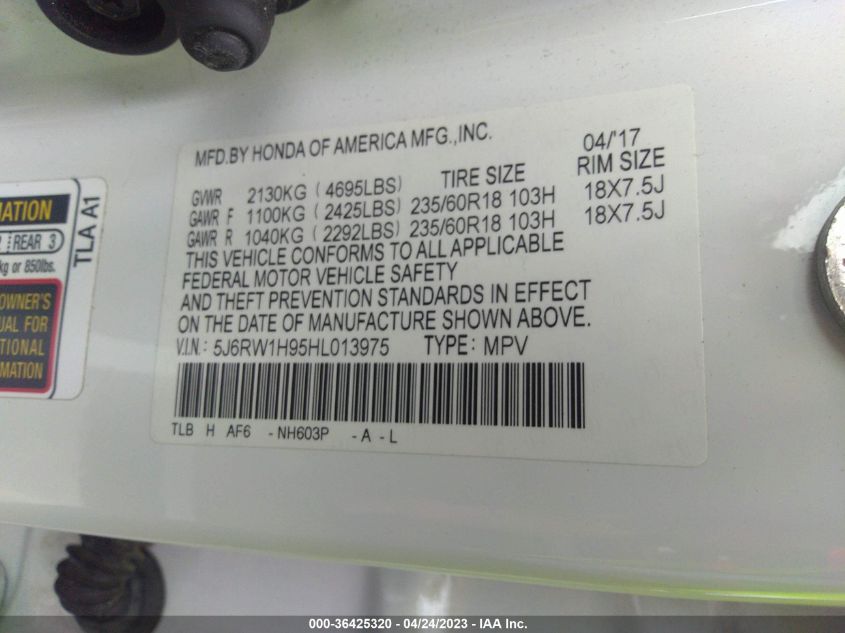 MFD.BY HONDA OF AMERICA MFG.,INC. 04/'17
TIRE SIZE RIM SIZE
GVWR 2130KG (4695LBS)
GAWR F 1100KG (2425LBS) 235/60R18 103H 18X7.5J
GAWR R 1040KG (2292LBS) 235/60R18 103H 18X7.5J
THIS VEHICLE CONFORMS TO ALL APPLICABLE
FEDERAL MOTOR VEHICLE SAFETY
AND THEFT PREVENTION STANDARDS IN EFFECT
ON THE DATE OF MANUFACTURE SHOWN ABOVE.
V.I.N.: 5J6RW1H95HL013975 TYPE: MPV
TLB H AF6 -NH603P -A -L
MATION
REAR 3
kg or 850lbs.
OWNER'S
UAL FOR
TIONAL
RMATION
TLA A1
000-36425320 - 04/24/2023 - IAA Inc.